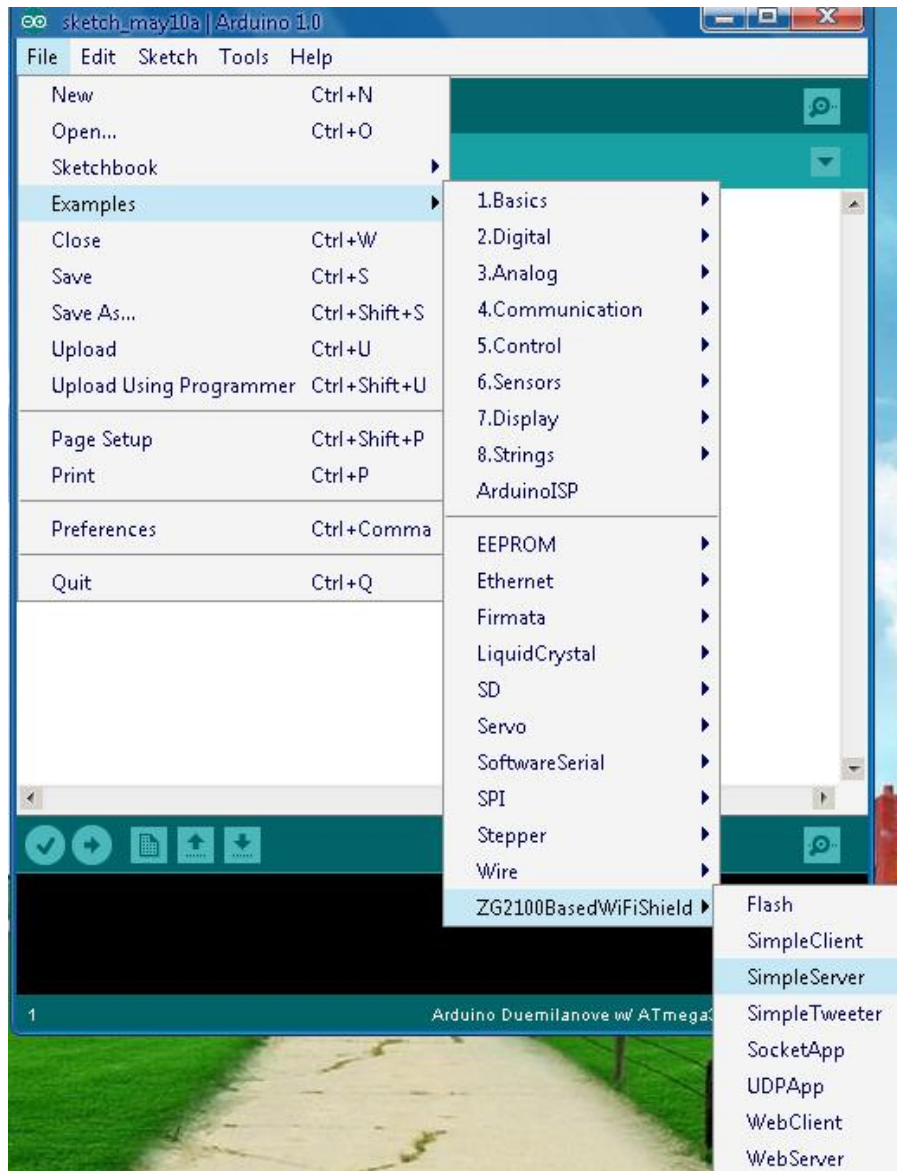 sketch_may10a | Arduino 1.0
File Edit Sketch Tools Help
New Ctrl+N
Open... Ctrl+O
Sketchbook
Examples
Close Ctrl+W
Save Ctrl+S
Save As... Ctrl+Shift+S
Upload Ctrl+U
Upload Using Programmer Ctrl+Shift+U
Page Setup Ctrl+Shift+P
Print Ctrl+P
Preferences Ctrl+Comma
Quit Ctrl+Q
1.Basics
2.Digital
3.Analog
4.Communication
5.Control
6.Sensors
7.Display
8.Strings
ArduinoISP
EEPROM
Ethernet
Firmata
LiquidCrystal
SD
Servo
SoftwareSerial
SPI
Stepper
Wire
ZG2100BasedWiFiShield
Flash
SimpleClient
SimpleServer
SimpleTweeter
SocketApp
UDPApp
WebClient
WebServer
1 Arduino Duemilanove w/ ATmega3